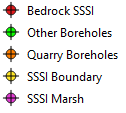 Bedrock SSSI
Other Boreholes
Quarry Boreholes
SSSI Boundary
SSSI Marsh